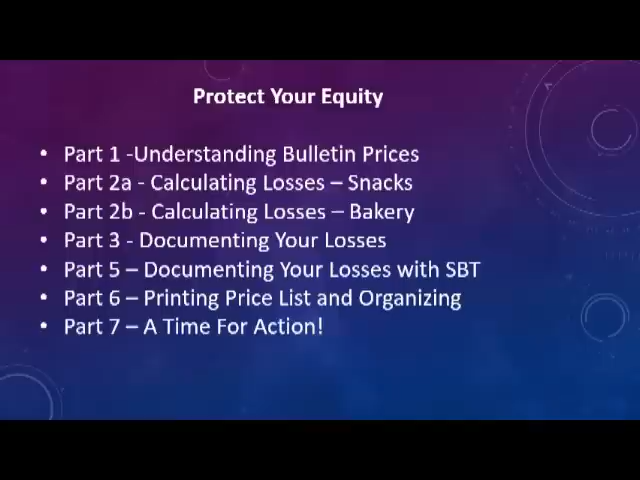 Protect Your Equity
• Part 1 -Understanding Bulletin Prices
• Part 2a - Calculating Losses – Snacks
• Part 2b - Calculating Losses – Bakery
• Part 3 - Documenting Your Losses
• Part 5 – Documenting Your Losses with SBT
• Part 6 – Printing Price List and Organizing
• Part 7 – A Time For Action!